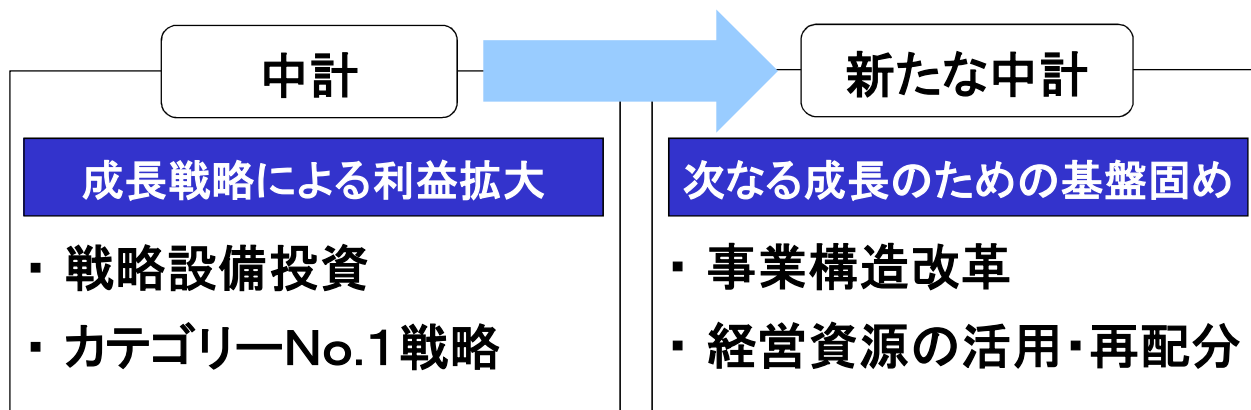 中計
成長戦略による利益拡大
・ 戦略設備投資
・ カテゴリーNo.1戦略
新たな中計
次なる成長のための基盤固め
・ 事業構造改革
・ 経営資源の活用・再配分